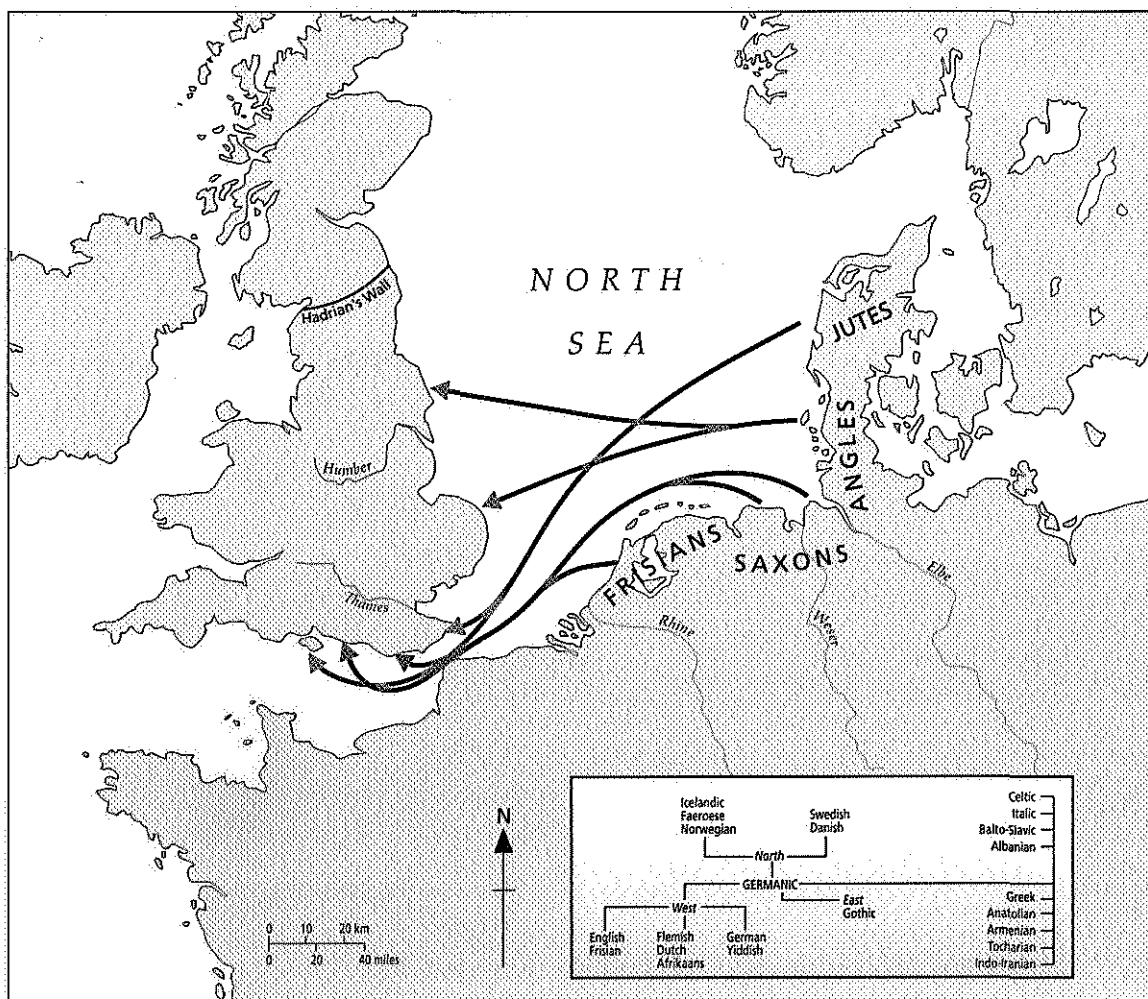 NORTH
SEA
Hadrian's Wall
JUTES
ANGLES
Humber
FRISIANS
SAXONS
Elbe
Thames
Rhine
Weser
N
0 10 20 km
0 20 40 miles
Icelandic
Faeroese
Norwegian
Swedish
Danish
North
GERMANIC
West
East
Gothic
English
Frisian
Flemish
Dutch
Afrikaans
German
Yiddish
Celtic
Italic
Balto-Slavic
Albanian
Greek
Anatolian
Armenian
Tocharian
Indo-Iranian